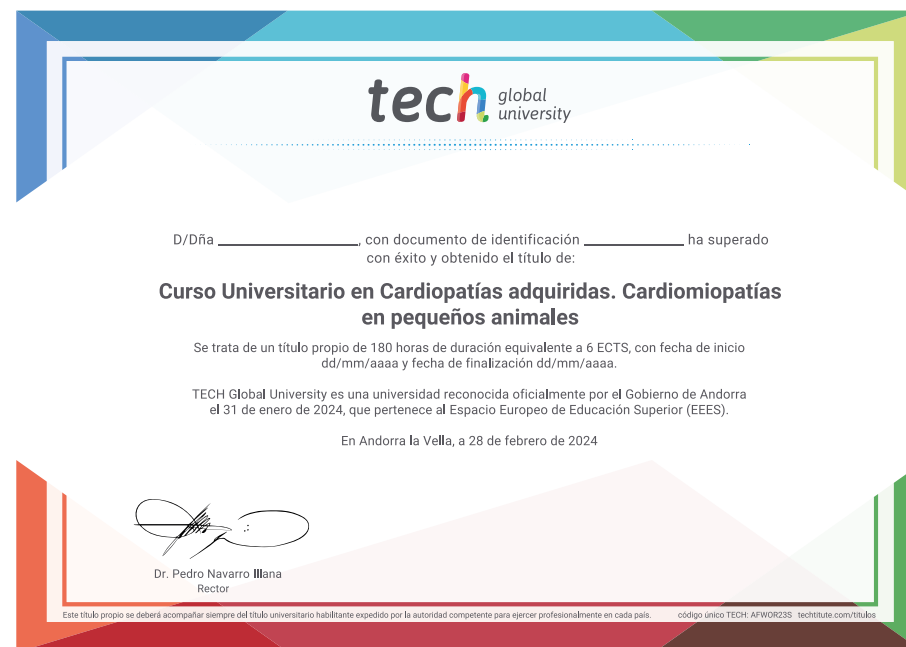 tech global university
D/Dña ________________, con documento de identificación ____________ ha superado
con éxito y obtenido el título de:
Curso Universitario en Cardiopatías adquiridas. Cardiomiopatías
en pequeños animales
Se trata de un título propio de 180 horas de duración equivalente a 6 ECTS, con fecha de inicio
dd/mm/aaaa y fecha de finalización dd/mm/aaaa.
TECH Global University es una universidad reconocida oficialmente por el Gobierno de Andorra
el 31 de enero de 2024, que pertenece al Espacio Europeo de Educación Superior (EEES).
En Andorra la Vella, a 28 de febrero de 2024
Dr. Pedro Navarro Illana
Rector
Este título propio se deberá acompañar siempre del título universitario habilitante expedido por la autoridad competente para ejercer profesionalmente en cada país. código único TECH: AFWOR23S techtitute.com/titulos